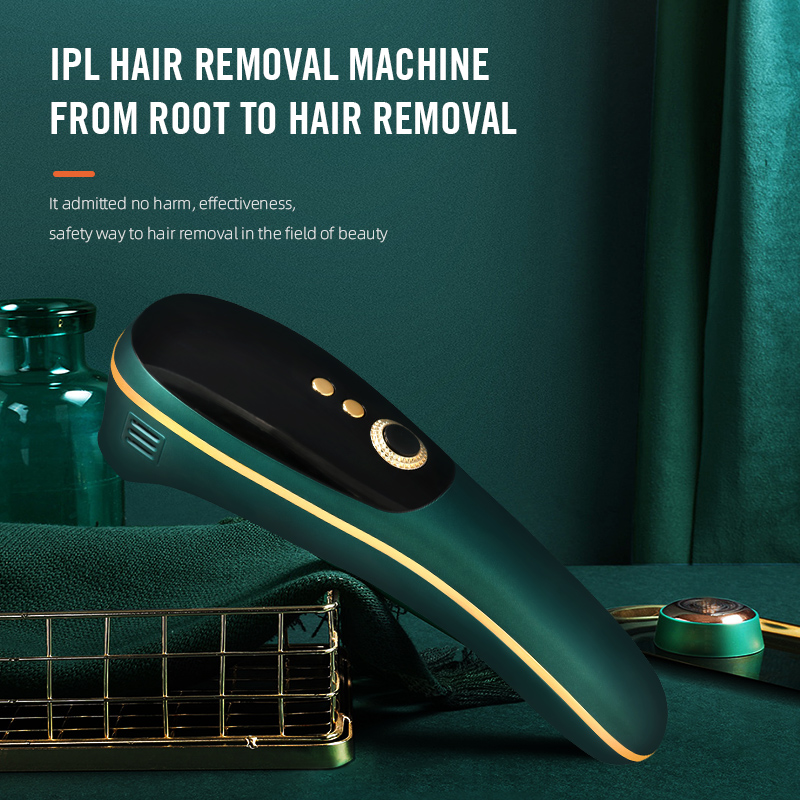 IPL HAIR REMOVAL MACHINE
FROM ROOT TO HAIR REMOVAL
It admitted no harm, effectiveness,
safety way to hair removal in the field of beauty